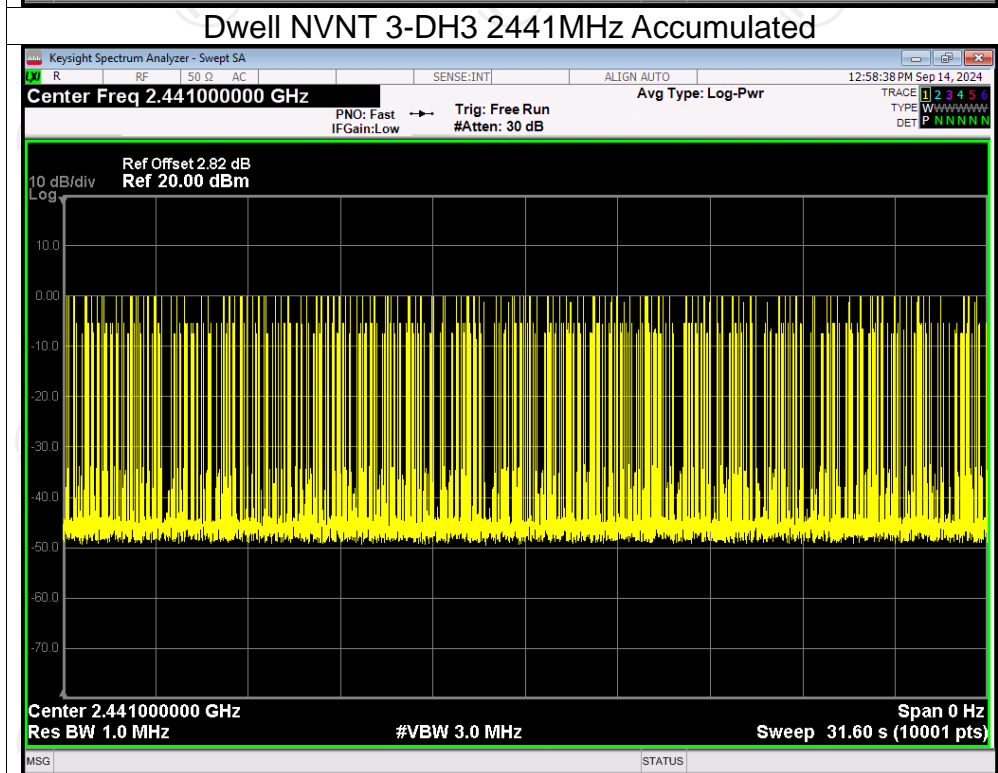 Dwell NVNT 3-DH3 2441MHz Accumulated
Keysight Spectrum Analyzer - Swept SA
LXI R RF 50 Ω AC SENSE:INT ALIGN AUTO 12:58:38 PM Sep 14, 2024
Center Freq 2.441000000 GHz
PNO: Fast
IFGain:Low
Trig: Free Run
#Atten: 30 dB
Avg Type: Log-Pwr
TRACE 1 2 3 4 5 6
TYPE WWWWWW
DET P N N N N N
Ref Offset 2.82 dB
10 dB/div Ref 20.00 dBm
Log
10.0
0.00
-10.0
-20.0
-30.0
-40.0
-50.0
-60.0
-70.0
Center 2.441000000 GHz Span 0 Hz
Res BW 1.0 MHz #VBW 3.0 MHz Sweep 31.60 s (10001 pts)
MSG STATUS